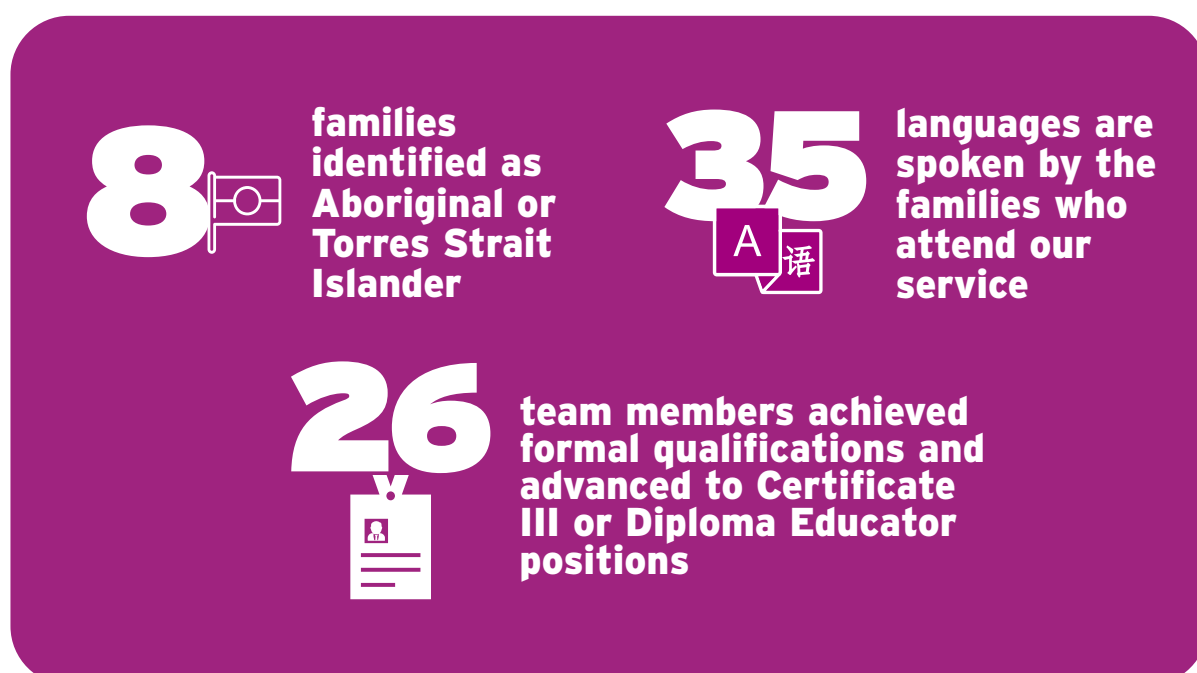 8
families
identified as
Aboriginal or
Torres Strait
Islander
35
A
语
languages are
spoken by the
families who
attend our
service
26
team members achieved
formal qualifications and
advanced to Certificate
III or Diploma Educator
positions